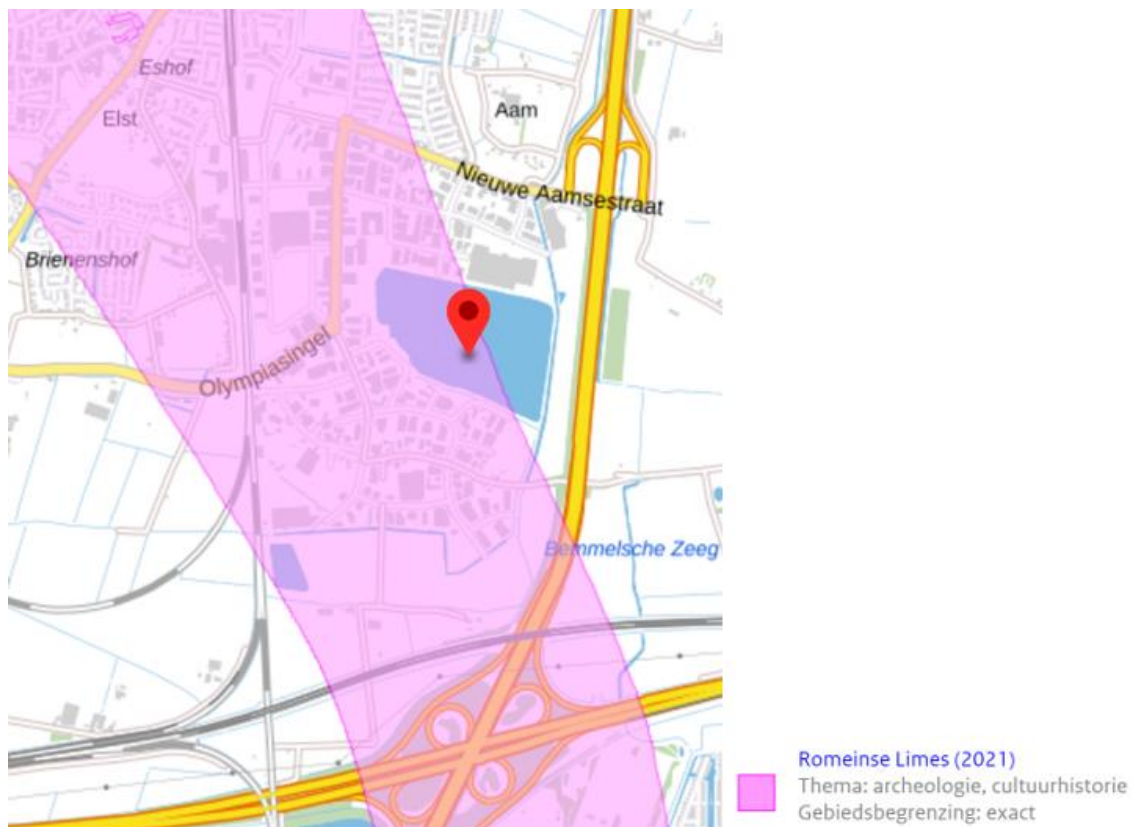 Eshof
Elst
Aam
Nieuwe Aamsestraat
Brienenshof
Olympiasingel
Bemmelsche Zeeg
Romeinse Limes (2021)
Thema: archeologie, cultuurhistorie
Gebiedsbegrenzing: exact